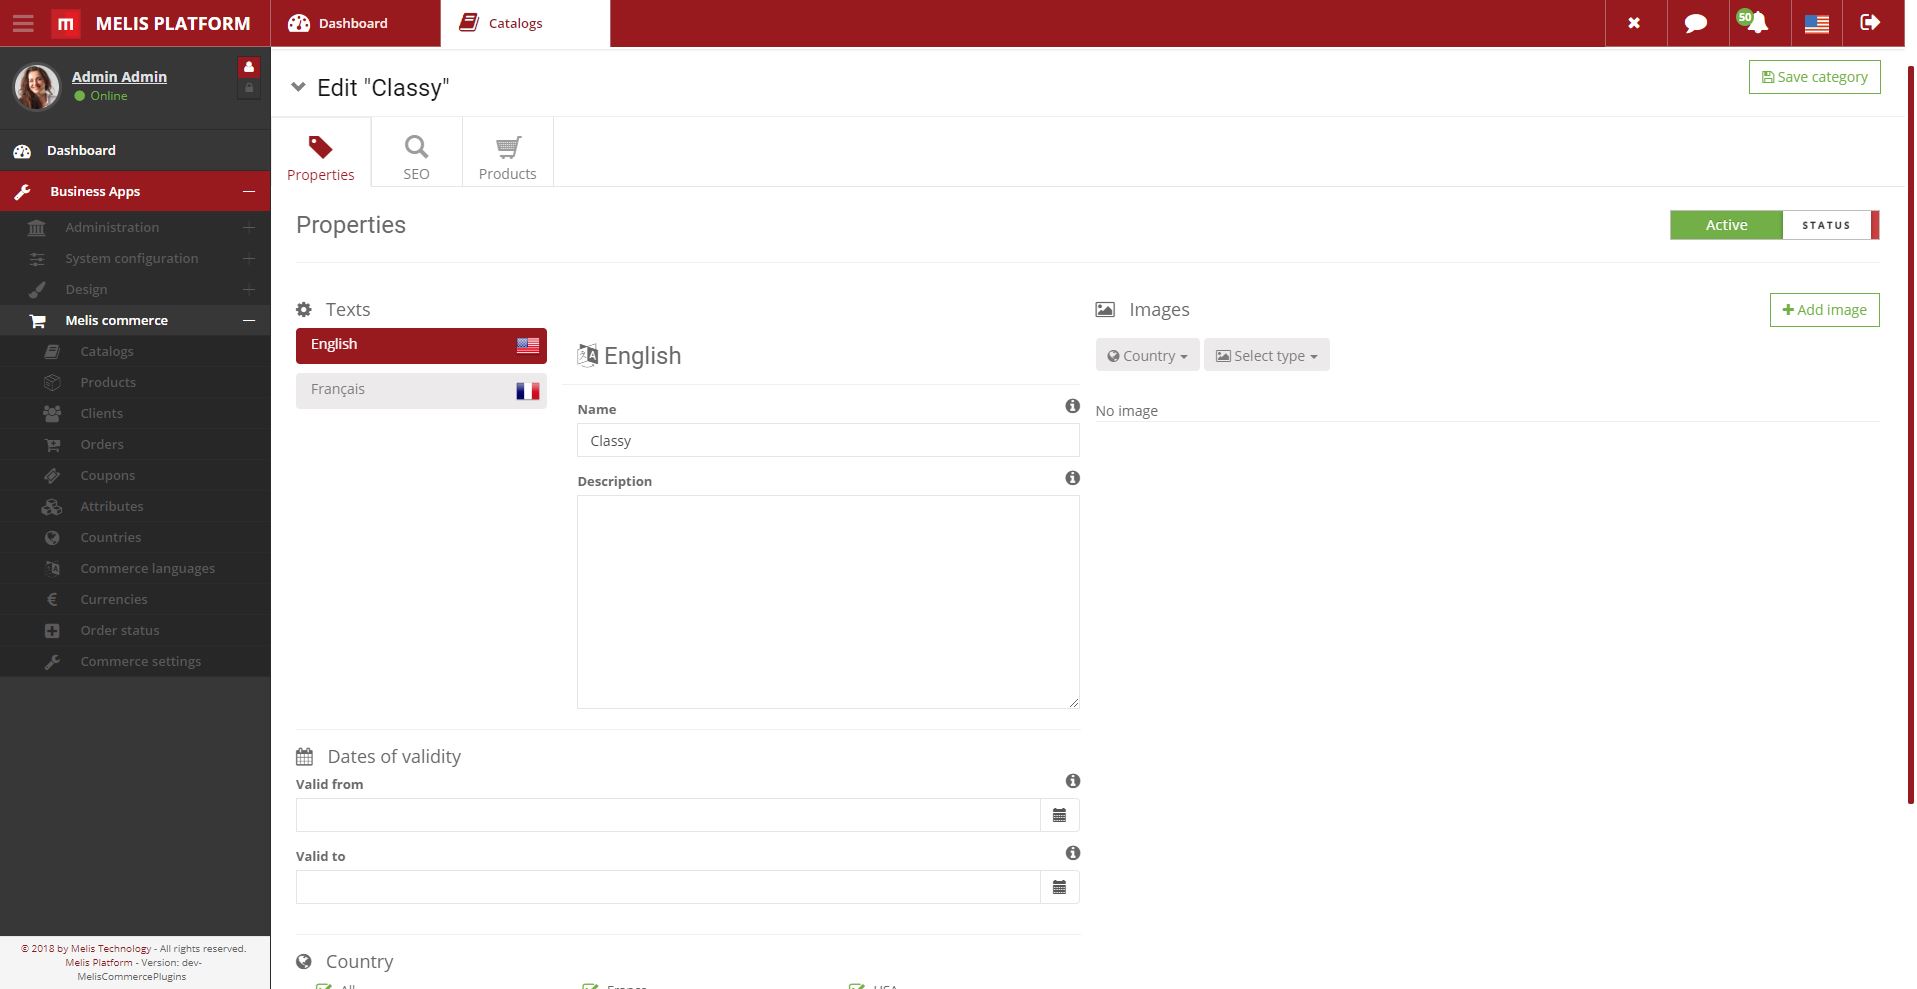 MELIS PLATFORM
Dashboard
Catalogs
50
Admin Admin
Online
Dashboard
Business Apps
Administration
System configuration
Design
Melis commerce
Catalogs
Products
Clients
Orders
Coupons
Attributes
Countries
Commerce languages
Currencies
Order status
Commerce settings
© 2018 by Melis Technology - All rights reserved.
Melis Platform - Version: dev-
MelisCommercePlugins
Edit "Classy"
Save category
Properties
SEO
Products
Properties
Active
STATUS
Texts
English
Français
English
Name
Classy
Description
Images
Add image
Country
Select type
No image
Dates of validity
Valid from
Valid to
Country
All
France
USA